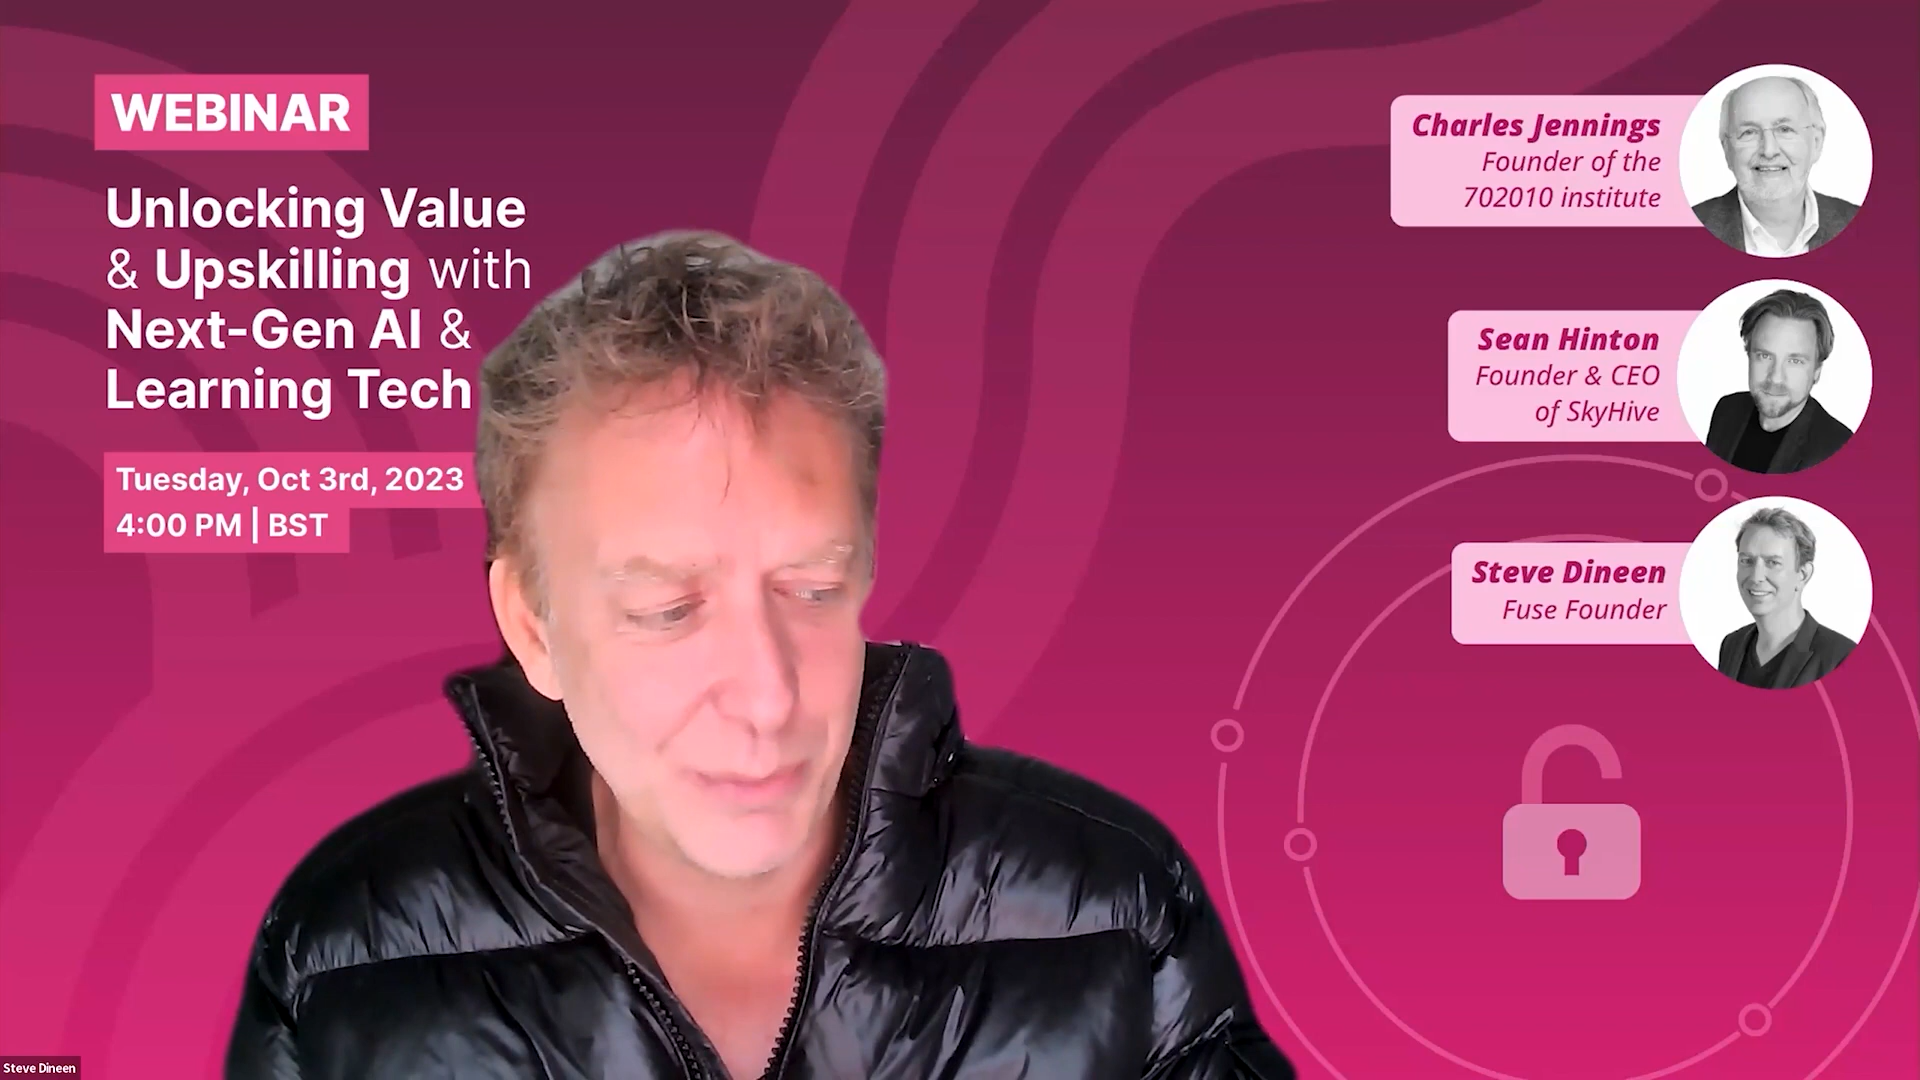 WEBINAR
Unlocking Value
& Upskilling with
Next-Gen AI &
Learning Tech
Tuesday, Oct 3rd, 2023
4:00 PM | BST
Charles Jennings
Founder of the
702010 institute
Sean Hinton
Founder & CEO
of SkyHive
Steve Dineen
Fuse Founder
Steve Dineen